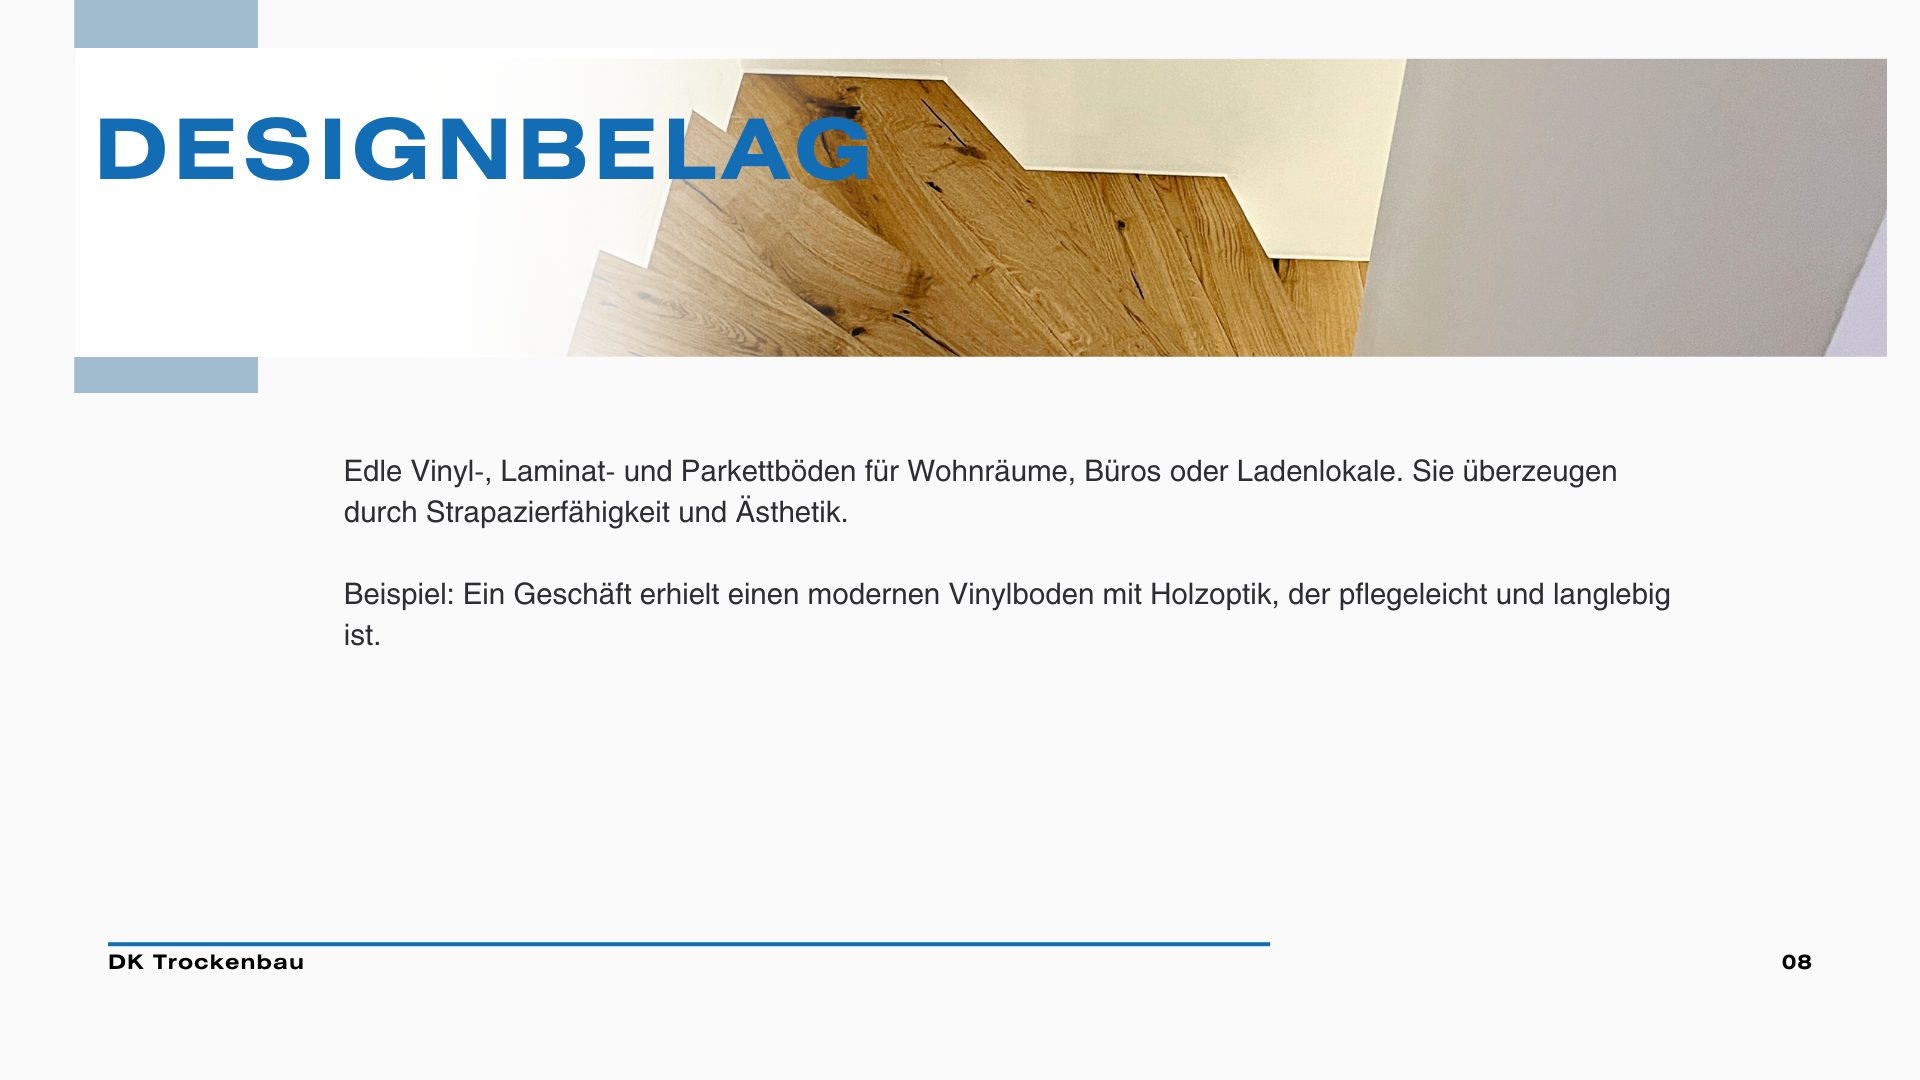 DESIGNBELAG
Edle Vinyl-, Laminat- und Parkettböden für Wohnräume, Büros oder Ladenlokale. Sie überzeugen
durch Strapazierfähigkeit und Ästhetik.
Beispiel: Ein Geschäft erhielt einen modernen Vinylboden mit Holzoptik, der pflegeleicht und langlebig
ist.
DK Trockenbau
08